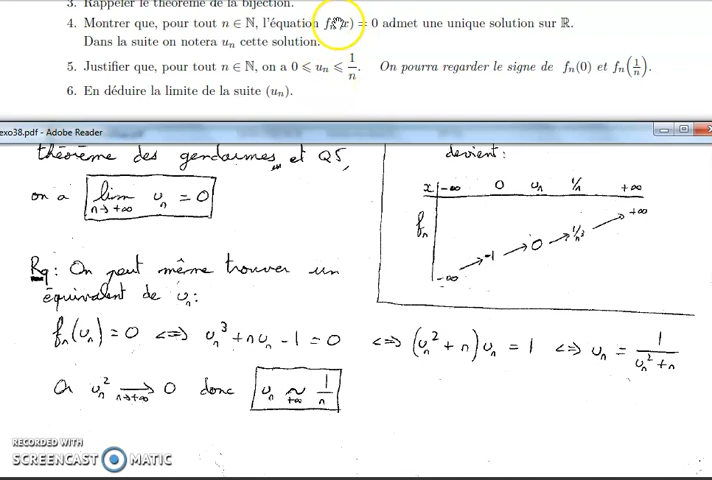 3. Rappeler le théorème de la bijection.
4. Montrer que, pour tout n ∈ ℕ, l'équation fₙ(x) = 0 admet une unique solution sur ℝ.
Dans la suite on notera uₙ cette solution.
5. Justifier que, pour tout n ∈ ℕ, on a 0 ⩽ uₙ ⩽ 1/n. On pourra regarder le signe de fₙ(0) et fₙ(1/n).
6. En déduire la limite de la suite (uₙ).
exo38.pdf - Adobe Reader
théorème des gendarmes, et Q5,
on a lim n→+∞ uₙ = 0
devient:
x -∞ 0 uₙ 1/n +∞
fₙ -∞ -1 0 1/n³ +∞
Rq: On peut même trouver un
équivalent de uₙ:
fₙ(uₙ) = 0 <=> uₙ³ + nuₙ - 1 = 0 <=> (uₙ² + n)uₙ = 1 <=> uₙ = 1/(uₙ² + n)
Or uₙ² → n→+∞ 0 donc uₙ ~ +∞ 1/n
RECORDED WITH
SCREENCAST MATIC